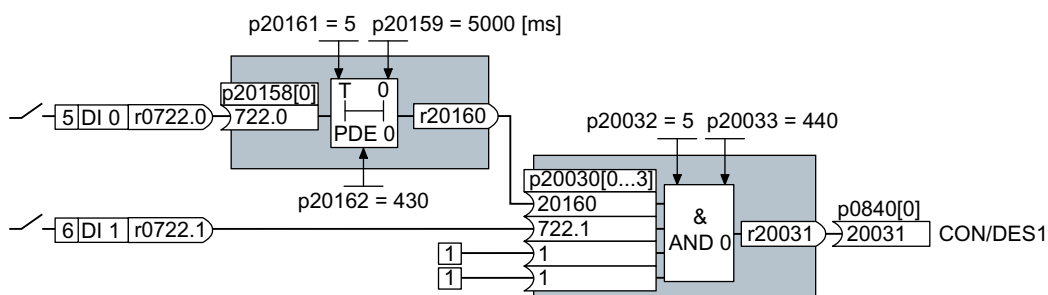 p20161 = 5 p20159 = 5000 [ms]
p20158[0] T 0
5 DI 0 r0722.0 722.0 r20160
PDE 0
p20162 = 430
p20032 = 5 p20033 = 440
p20030[0...3]
20160
6 DI 1 r0722.1 722.1
& AND 0 r20031
p0840[0]
20031 CON/DES1
1 1
1 1